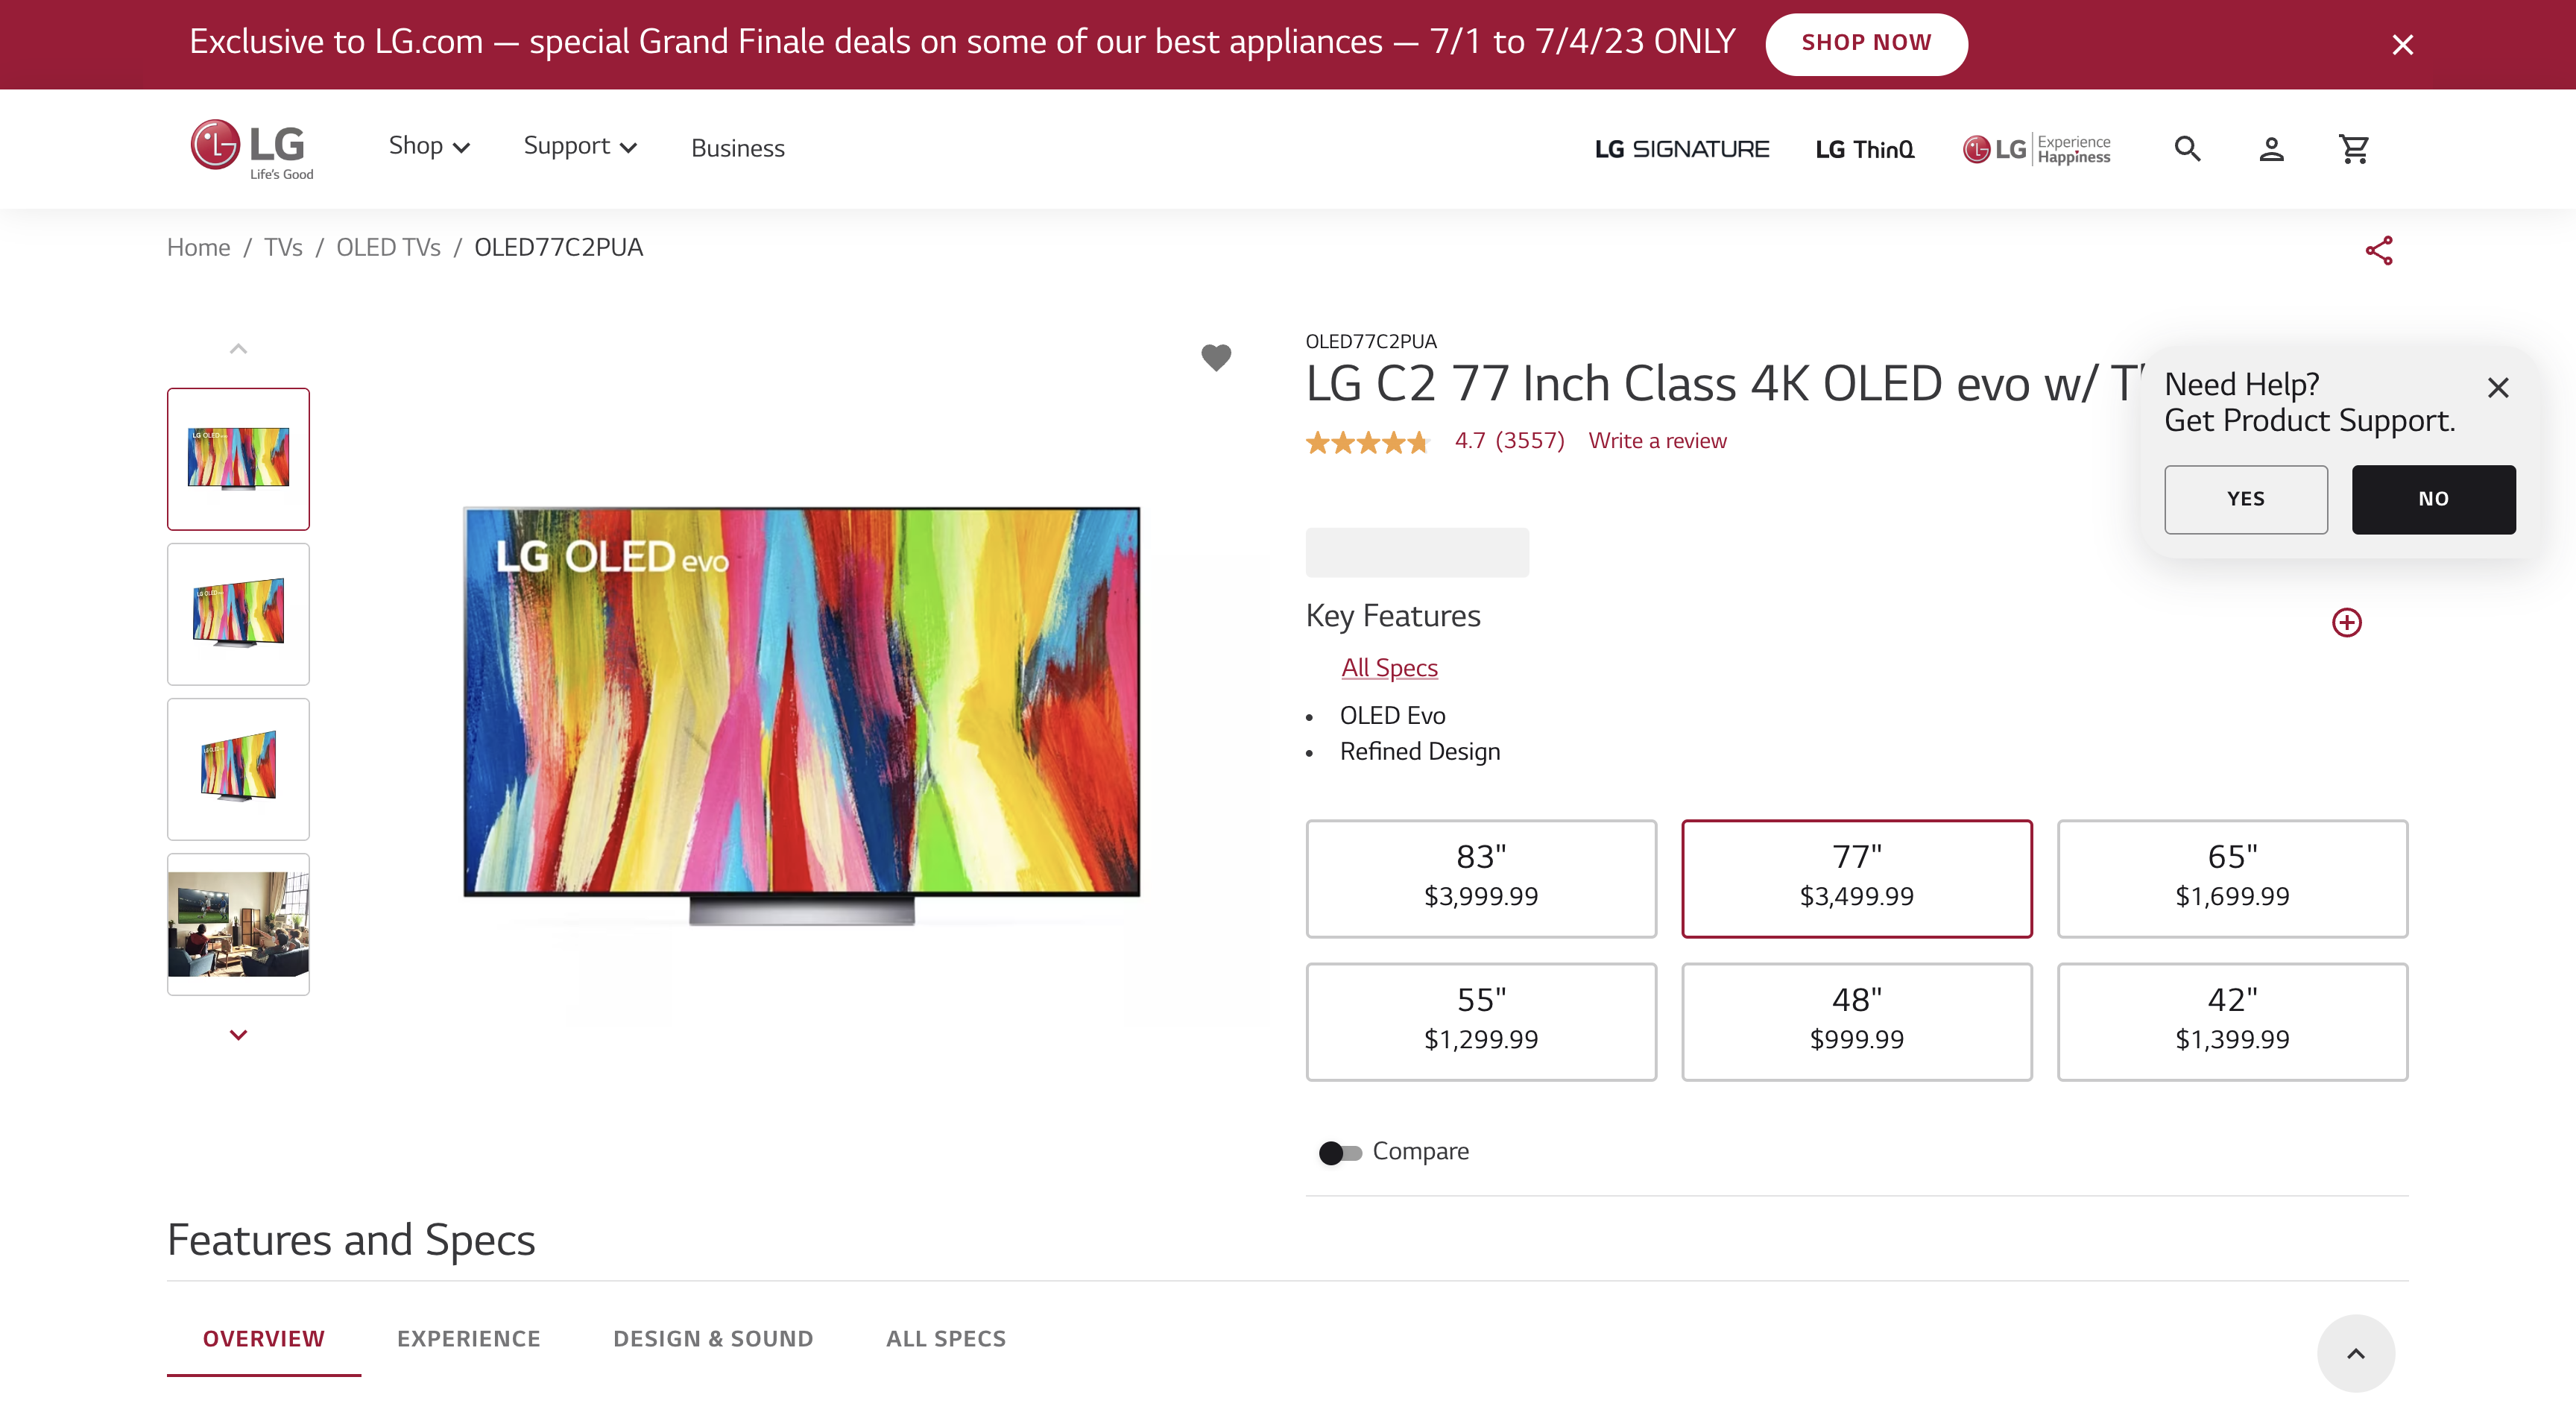 Exclusive to LG.com — special Grand Finale deals on some of our best appliances — 7/1 to 7/4/23 ONLY
SHOP NOW
LG
Life's Good
Shop
Support
Business
LG SIGNATURE
LG ThinQ
LG Experience Happiness
Home / TVs / OLED TVs / OLED77C2PUA
OLED77C2PUA
LG C2 77 Inch Class 4K OLED evo w/
4.7 (3557) Write a review
Need Help?
Get Product Support.
YES
NO
LG OLED evo
Key Features
All Specs
• OLED Evo
• Refined Design
83"
$3,999.99
77"
$3,499.99
65"
$1,699.99
55"
$1,299.99
48"
$999.99
42"
$1,399.99
Compare
Features and Specs
OVERVIEW
EXPERIENCE
DESIGN & SOUND
ALL SPECS